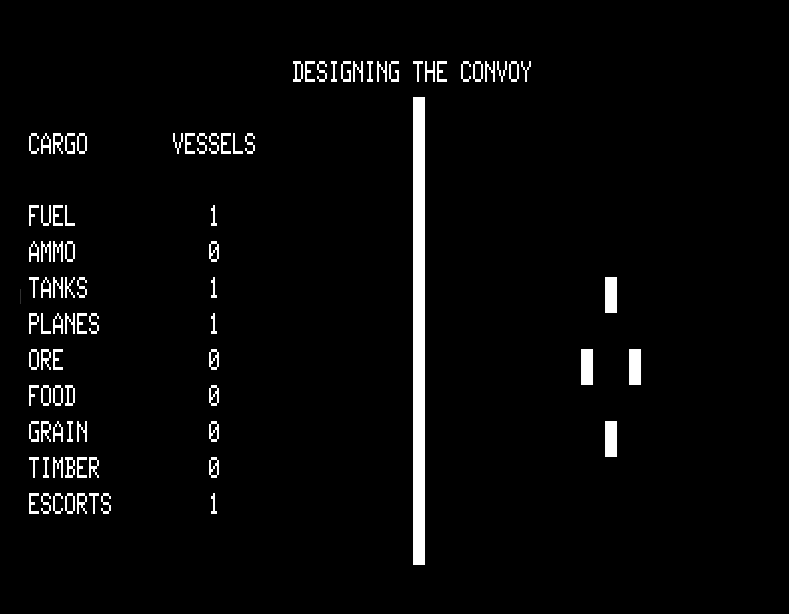 DESIGNING THE CONVOY
CARGO VESSELS
FUEL 1
AMMO 0
TANKS 1
PLANES 1
ORE 0
FOOD 0
GRAIN 0
TIMBER 0
ESCORTS 1